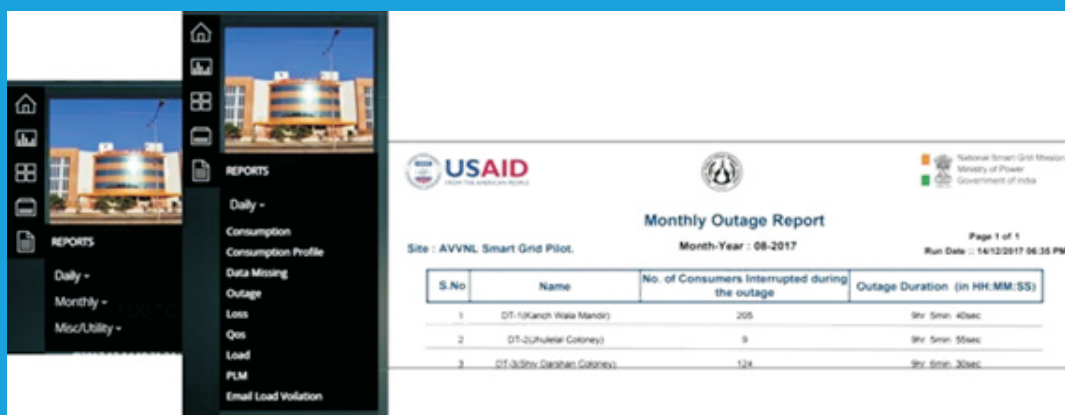 REPORTS
Daily
Monthly
Misc/Utility
REPORTS
Daily
Consumption
Consumption Profile
Data Missing
Outage
Loss
Qos
Load
PLM
Email Load Voilation
USAID
FROM THE AMERICAN PEOPLE
National Smart Grid Mission
Ministry of Power
Government of India
Monthly Outage Report
Site : AVVNL Smart Grid Pilot.
Month-Year : 08-2017
Page 1 of 1
Run Date :: 14/12/2017 06:35 PM
S.No Name No. of Consumers Interrupted during the outage Outage Duration (in HH:MM:SS)
1 DT-1(Kanch Wala Mandir) 205 9hr 5min 40sec
2 DT-2(Jhulelal Coloney) 9 9hr 5min 55sec
3 DT-3(Shiv Darshan Coloney) 124 9hr 6min 30sec